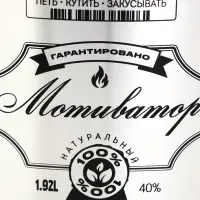 ПЕТЬ • КУТИТЬ • ЗАКУСЫВАТЬ
ГАРАНТИРОВАНО
Мотиватор
НАТУРАЛЬНЫЙ
100%
100%
1.92L
40%